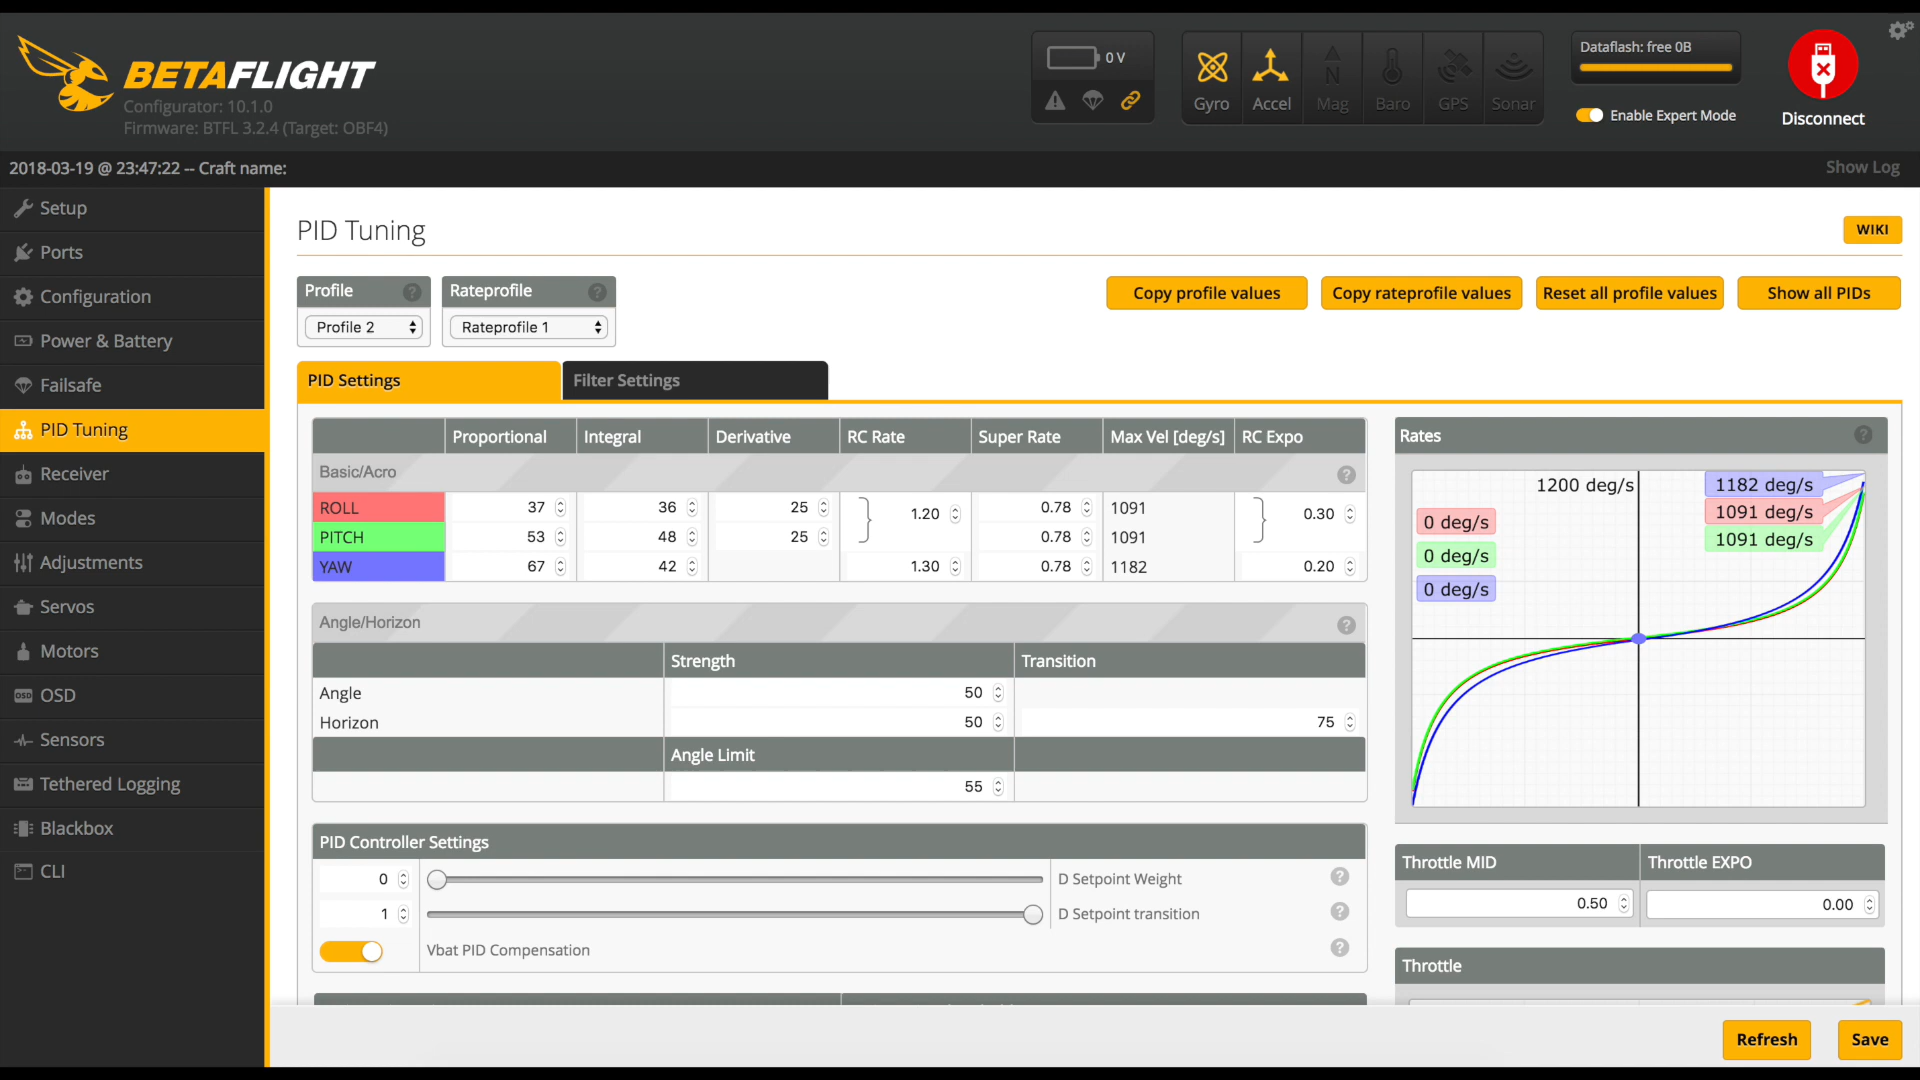 BETAFLIGHT
Configurator: 10.1.0
Firmware: BTFL 3.2.4 (Target: OBF4)
0 V
Gyro
Accel
Mag
Baro
GPS
Sonar
Dataflash: free 0B
Enable Expert Mode
Disconnect
2018-03-19 @ 23:47:22 -- Craft name:
Show Log
Setup
Ports
Configuration
Power & Battery
Failsafe
PID Tuning
Receiver
Modes
Adjustments
Servos
Motors
OSD
Sensors
Tethered Logging
Blackbox
CLI
PID Tuning
WIKI
Profile
Profile 2
Rateprofile
Rateprofile 1
Copy profile values
Copy rateprofile values
Reset all profile values
Show all PIDs
PID Settings
Filter Settings
Proportional Integral Derivative RC Rate Super Rate Max Vel [deg/s] RC Expo
Basic/Acro
ROLL 37 36 25 1.20 0.78 1091 0.30
PITCH 53 48 25 0.78 1091
YAW 67 42 1.30 0.78 1182 0.20
Angle/Horizon
Strength Transition
Angle 50
Horizon 50 75
Angle Limit
55
PID Controller Settings
0 D Setpoint Weight
1 D Setpoint transition
Vbat PID Compensation
Rates
1200 deg/s
1182 deg/s
1091 deg/s
1091 deg/s
0 deg/s
0 deg/s
0 deg/s
Throttle MID Throttle EXPO
0.50 0.00
Throttle
Refresh
Save